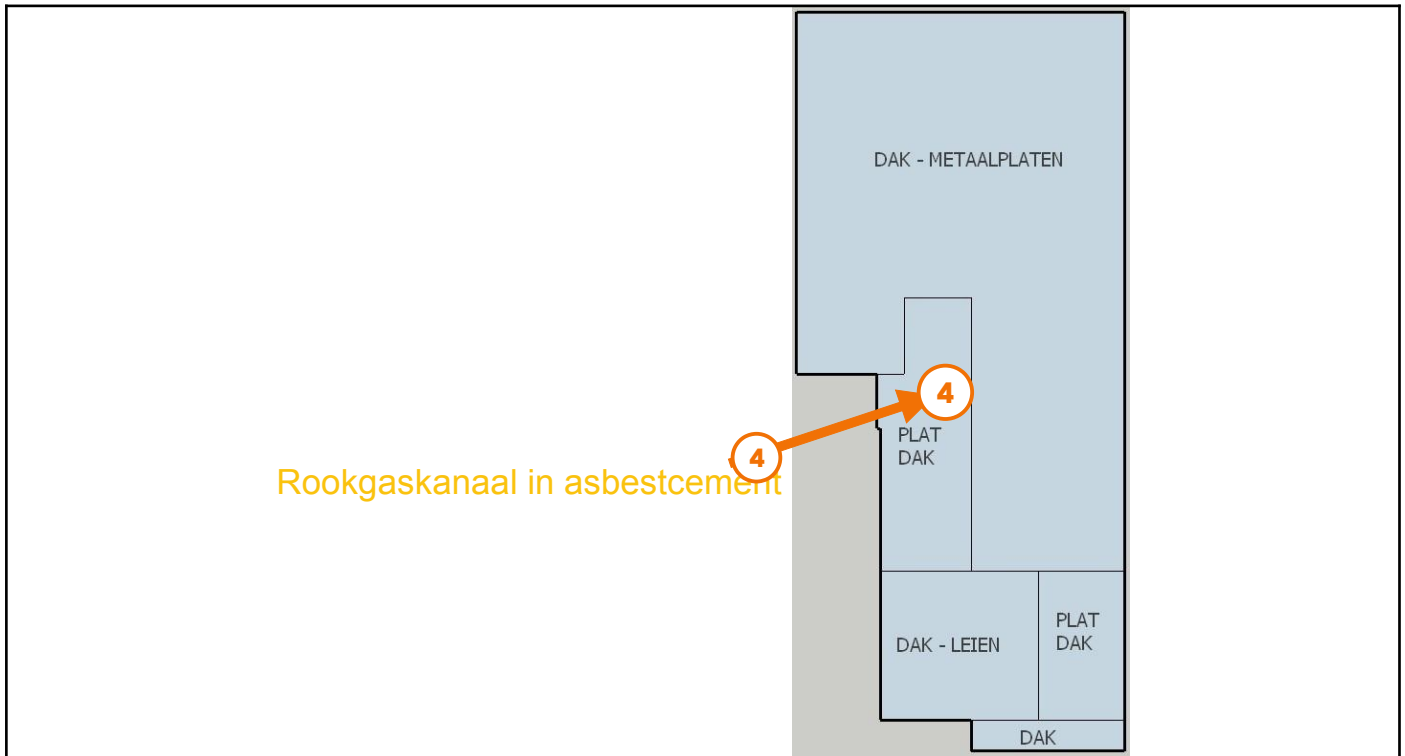 DAK - METAALPLATEN
4
PLAT
DAK
4
Rookgaskanaal in asbestcement
DAK - LEIEN
PLAT
DAK
DAK